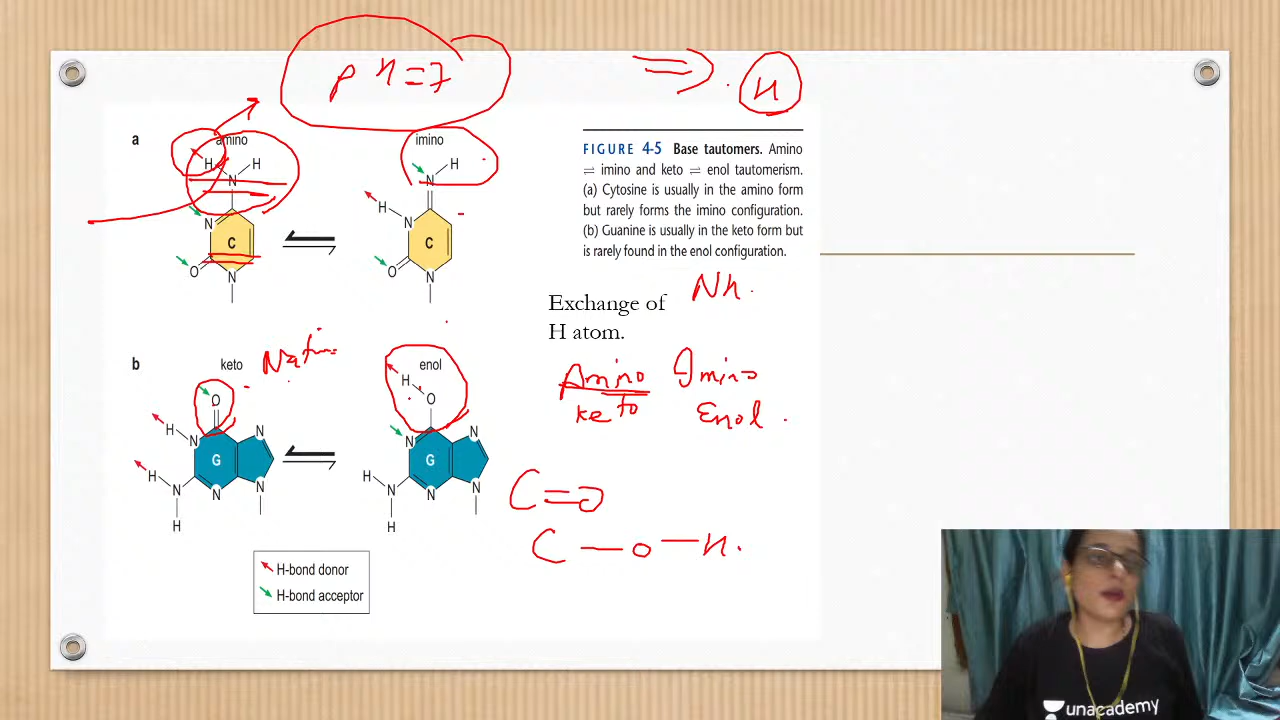 pH=7
H
a
amino
imino
H
H
N
N
C
O
N
N
H
H
N
C
O
N
FIGURE 4-5 Base tautomers. Amino
⇌ imino and keto ⇌ enol tautomerism.
(a) Cytosine is usually in the amino form
but rarely forms the imino configuration.
(b) Guanine is usually in the keto form but
is rarely found in the enol configuration.
Exchange of
H atom.
NH
Amino Imino
keto Enol
C=O
C—O—H
b
keto
enol
O
H
N
N
G
H
N
N
N
H
H
O
N
N
G
H
N
N
N
H
H-bond donor
H-bond acceptor
unacademy